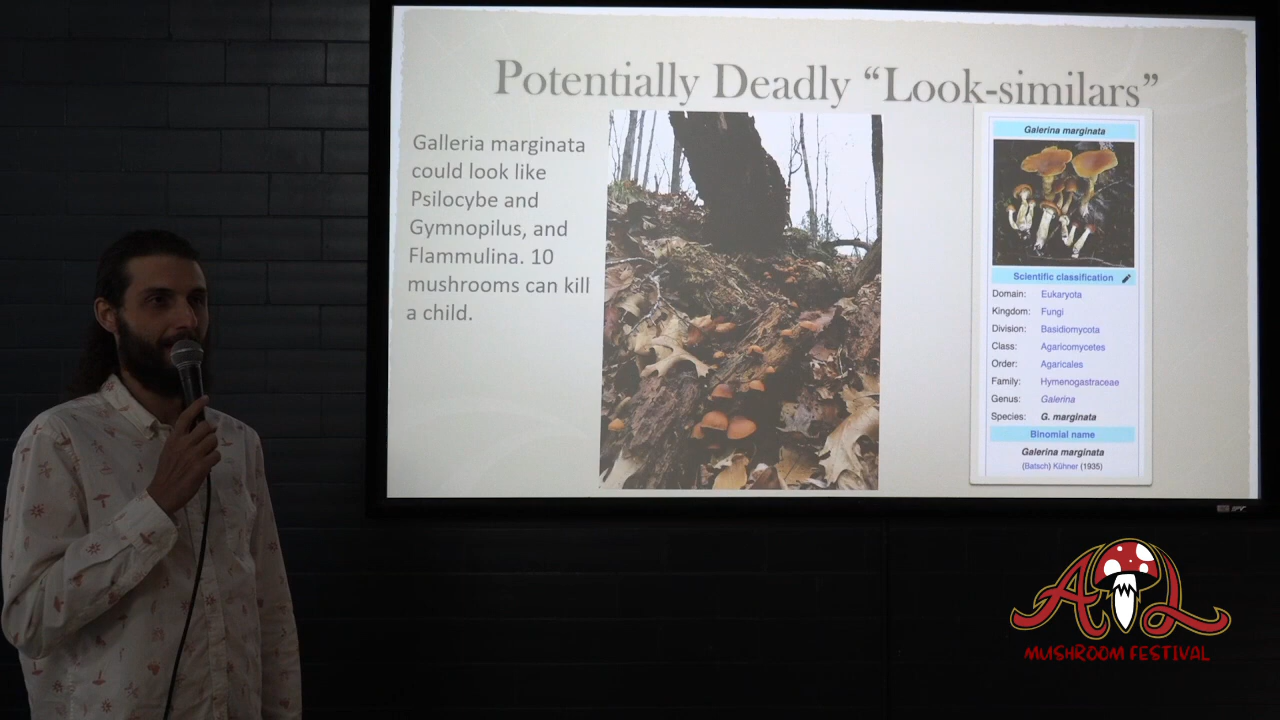 Potentially Deadly “Look-similars”
Galleria marginata
could look like
Psilocybe and
Gymnopilus, and
Flammulina. 10
mushrooms can kill
a child.
Galerina marginata
Scientific classification
Domain: Eukaryota
Kingdom: Fungi
Division: Basidiomycota
Class: Agaricomycetes
Order: Agaricales
Family: Hymenogastraceae
Genus: Galerina
Species: G. marginata
Binomial name
Galerina marginata
(Batsch) Kühner (1935)
ATL
MUSHROOM FESTIVAL